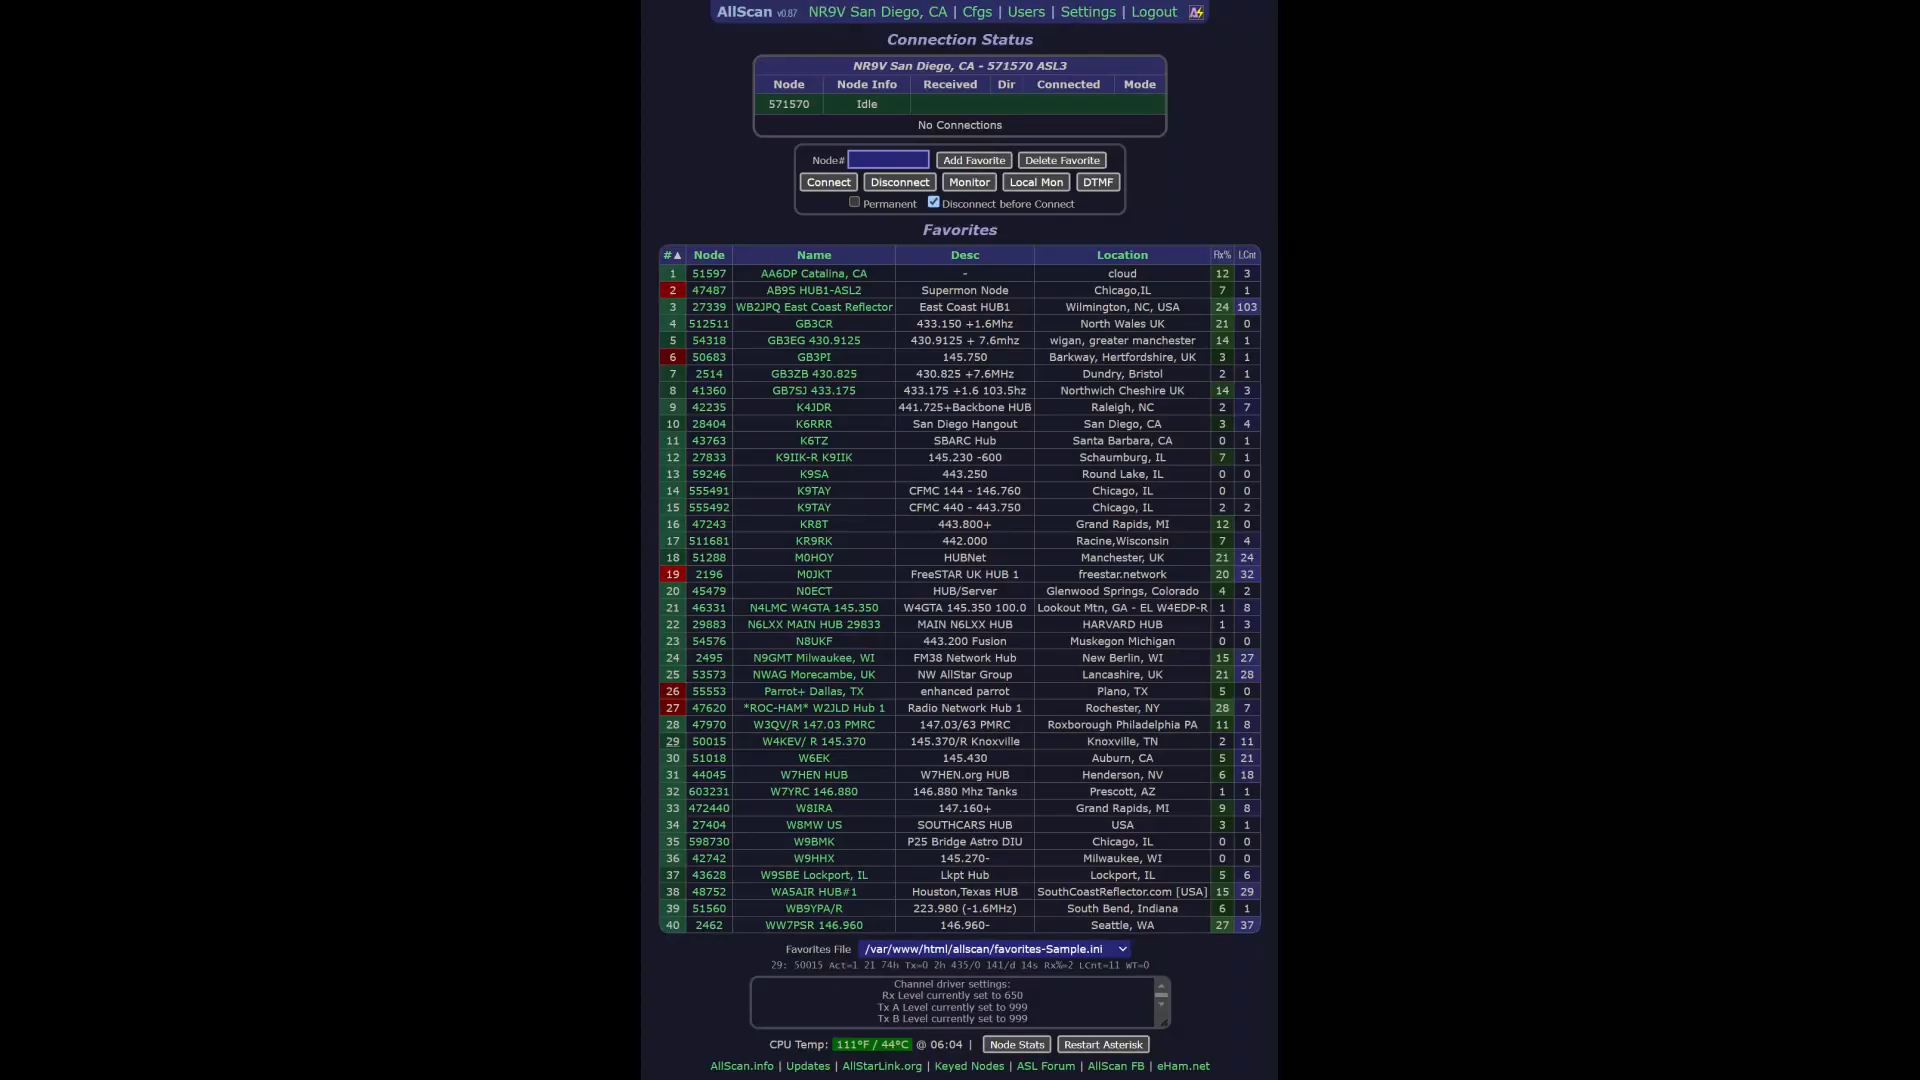 AllScan v0.87 NR9V San Diego, CA | Cfgs | Users | Settings | Logout
Connection Status
NR9V San Diego, CA - 571570 ASL3
Node Node Info Received Dir Connected Mode
571570 Idle
No Connections
Node# Add Favorite Delete Favorite
Connect Disconnect Monitor Local Mon DTMF
Permanent Disconnect before Connect
Favorites
#▲ Node Name Desc Location Rx% LCnt
1 51597 AA6DP Catalina, CA - cloud 12 3
2 47487 AB9S HUB1-ASL2 Supermon Node Chicago,IL 7 1
3 27339 WB2JPQ East Coast Reflector East Coast HUB1 Wilmington, NC, USA 24 103
4 512511 GB3CR 433.150 +1.6Mhz North Wales UK 21 0
5 54318 GB3EG 430.9125 430.9125 + 7.6mhz wigan, greater manchester 14 1
6 50683 GB3PI 145.750 Barkway, Hertfordshire, UK 3 1
7 2514 GB3ZB 430.825 430.825 +7.6MHz Dundry, Bristol 2 1
8 41360 GB7SJ 433.175 433.175 +1.6 103.5hz Northwich Cheshire UK 14 3
9 42235 K4JDR 441.725+Backbone HUB Raleigh, NC 2 7
10 28404 K6RRR San Diego Hangout San Diego, CA 3 4
11 43763 K6TZ SBARC Hub Santa Barbara, CA 0 1
12 27833 K9IIK-R K9IIK 145.230 -600 Schaumburg, IL 7 1
13 59246 K9SA 443.250 Round Lake, IL 0 0
14 555491 K9TAY CFMC 144 - 146.760 Chicago, IL 0 0
15 555492 K9TAY CFMC 440 - 443.750 Chicago, IL 2 2
16 47243 KR8T 443.800+ Grand Rapids, MI 12 0
17 511681 KR9RK 442.000 Racine,Wisconsin 7 4
18 51288 M0HOY HUBNet Manchester, UK 21 24
19 2196 M0JKT FreeSTAR UK HUB 1 freestar.network 20 32
20 45479 N0ECT HUB/Server Glenwood Springs, Colorado 4 2
21 46331 N4LMC W4GTA 145.350 W4GTA 145.350 100.0 Lookout Mtn, GA - EL W4EDP-R 1 8
22 29883 N6LXX MAIN HUB 29833 MAIN N6LXX HUB HARVARD HUB 1 3
23 54576 N8UKF 443.200 Fusion Muskegon Michigan 0 0
24 2495 N9GMT Milwaukee, WI FM38 Network Hub New Berlin, WI 15 27
25 53573 NWAG Morecambe, UK NW AllStar Group Lancashire, UK 21 28
26 55553 Parrot+ Dallas, TX enhanced parrot Plano, TX 5 0
27 47620 *ROC-HAM* W2JLD Hub 1 Radio Network Hub 1 Rochester, NY 28 7
28 47970 W3QV/R 147.03 PMRC 147.03/63 PMRC Roxborough Philadelphia PA 11 8
29 50015 W4KEV/ R 145.370 145.370/R Knoxville Knoxville, TN 2 11
30 51018 W6EK 145.430 Auburn, CA 5 21
31 44045 W7HEN HUB W7HEN.org HUB Henderson, NV 6 18
32 603231 W7YRC 146.880 146.880 Mhz Tanks Prescott, AZ 1 1
33 472440 W8IRA 147.160+ Grand Rapids, MI 9 8
34 27404 W8MW US SOUTHCARS HUB USA 3 1
35 598730 W9BMK P25 Bridge Astro DIU Chicago, IL 0 0
36 42742 W9HHX 145.270- Milwaukee, WI 0 0
37 43628 W9SBE Lockport, IL Lkpt Hub Lockport, IL 5 6
38 48752 WA5AIR HUB#1 Houston,Texas HUB SouthCoastReflector.com [USA] 15 29
39 51560 WB9YPA/R 223.980 (-1.6MHz) South Bend, Indiana 6 1
40 2462 WW7PSR 146.960 146.960- Seattle, WA 27 37
Favorites File /var/www/html/allscan/favorites-Sample.ini
29: 50015 Act=1 21 74h Tx=0 2h 435/0 141/d 14s Rx%=2 LCnt=11 WT=0
Channel driver settings:
Rx Level currently set to 650
Tx A Level currently set to 999
Tx B Level currently set to 999
CPU Temp: 111°F / 44°C @ 06:04 | Node Stats Restart Asterisk
AllScan.info | Updates | AllStarLink.org | Keyed Nodes | ASL Forum | AllScan FB | eHam.net